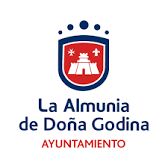 La Almunia
de Doña Godina
AYUNTAMIENTO